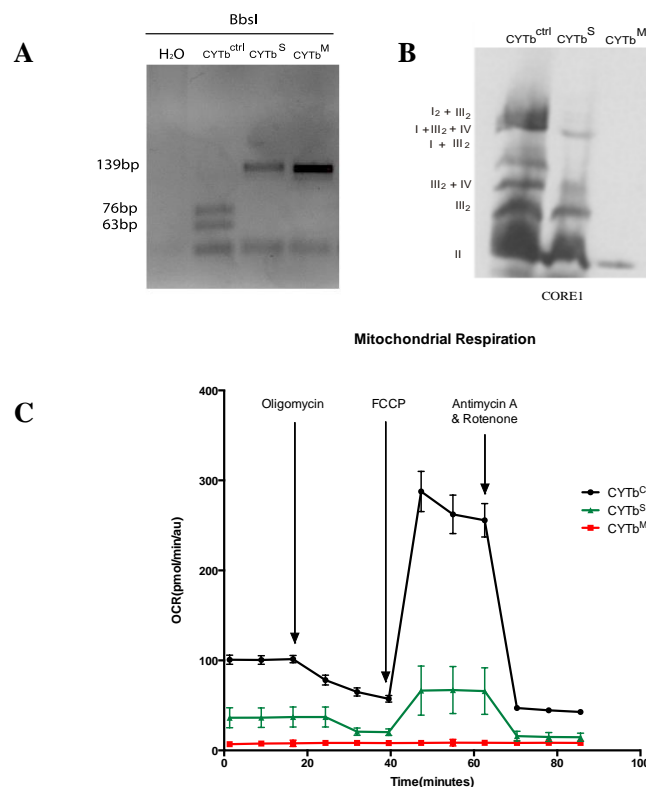 A
BbsI
H₂O CYTbctrl CYTbS CYTbM
139bp
76bp
63bp
B
CYTbctrl CYTbS CYTbM
I₂ + III₂
I +III₂ + IV
I + III₂
III₂ + IV
III₂
II
CORE1
C
Mitochondrial Respiration
OCR(pmol/min/au)
400
300
200
100
0
0 20 40 60 80 100
Time(minutes)
Oligomycin
FCCP
Antimycin A
& Rotenone
CYTbC
CYTbS
CYTbM